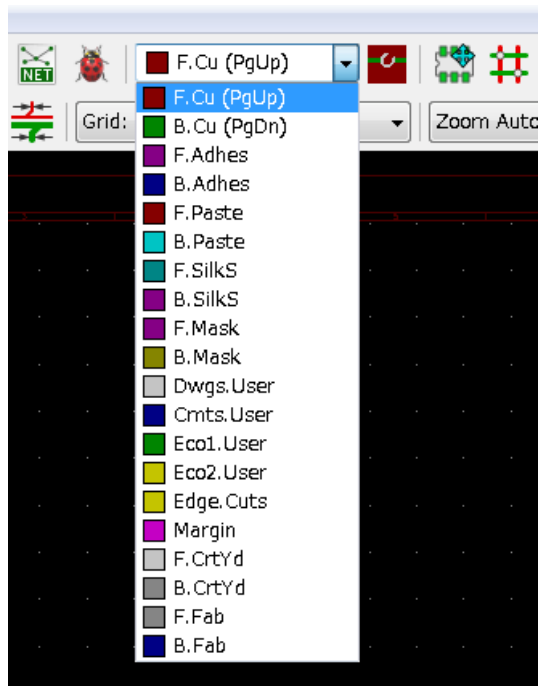 NET
F.Cu (PgUp)
F.Cu (PgUp)
Grid:
Zoom Auto
B.Cu (PgDn)
F.Adhes
B.Adhes
F.Paste
B.Paste
F.SilkS
B.SilkS
F.Mask
B.Mask
Dwgs.User
Cmts.User
Eco1.User
Eco2.User
Edge.Cuts
Margin
F.CrtYd
B.CrtYd
F.Fab
B.Fab